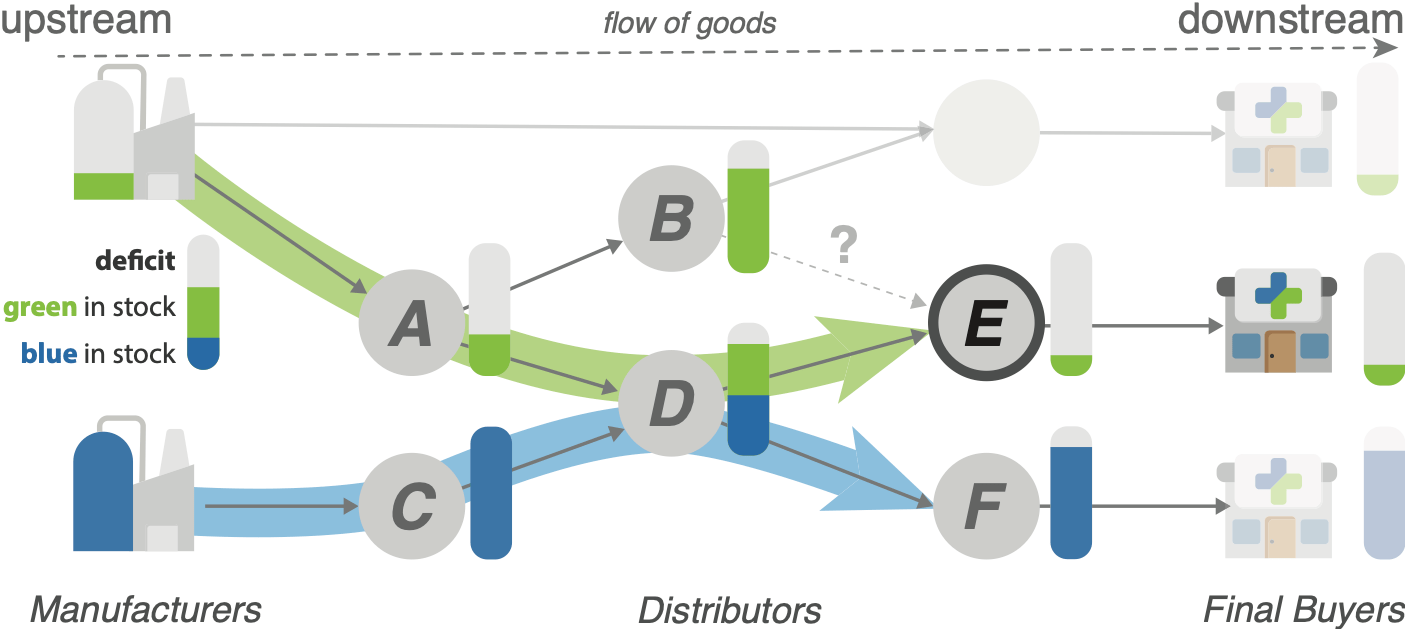 upstream
flow of goods
downstream
B
?
deficit
green in stock
blue in stock
A
E
D
C
F
Manufacturers
Distributors
Final Buyers